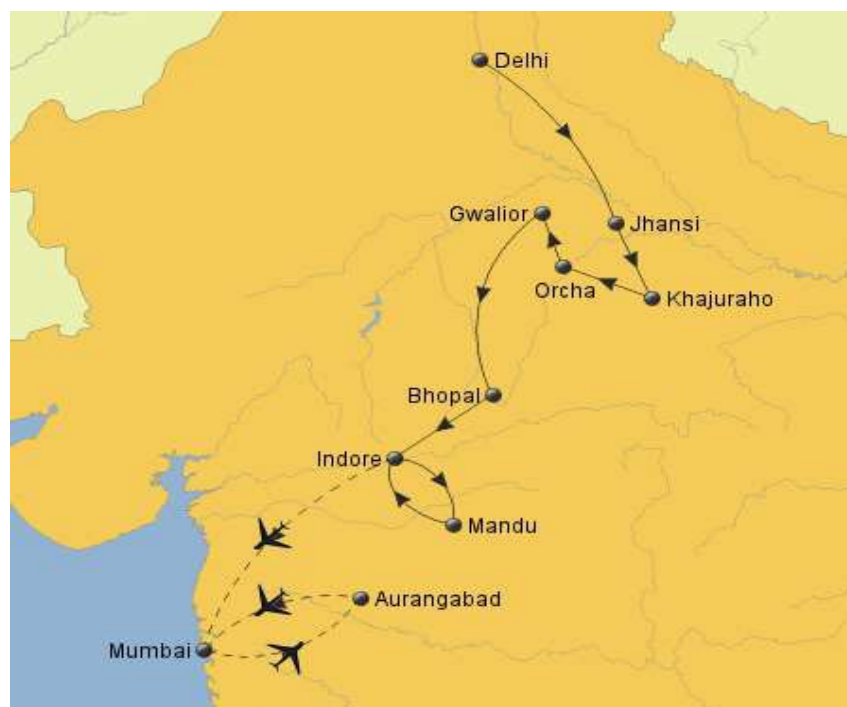 Delhi
Gwalior
Jhansi
Orcha
Khajuraho
Bhopal
Indore
Mandu
Aurangabad
Mumbai